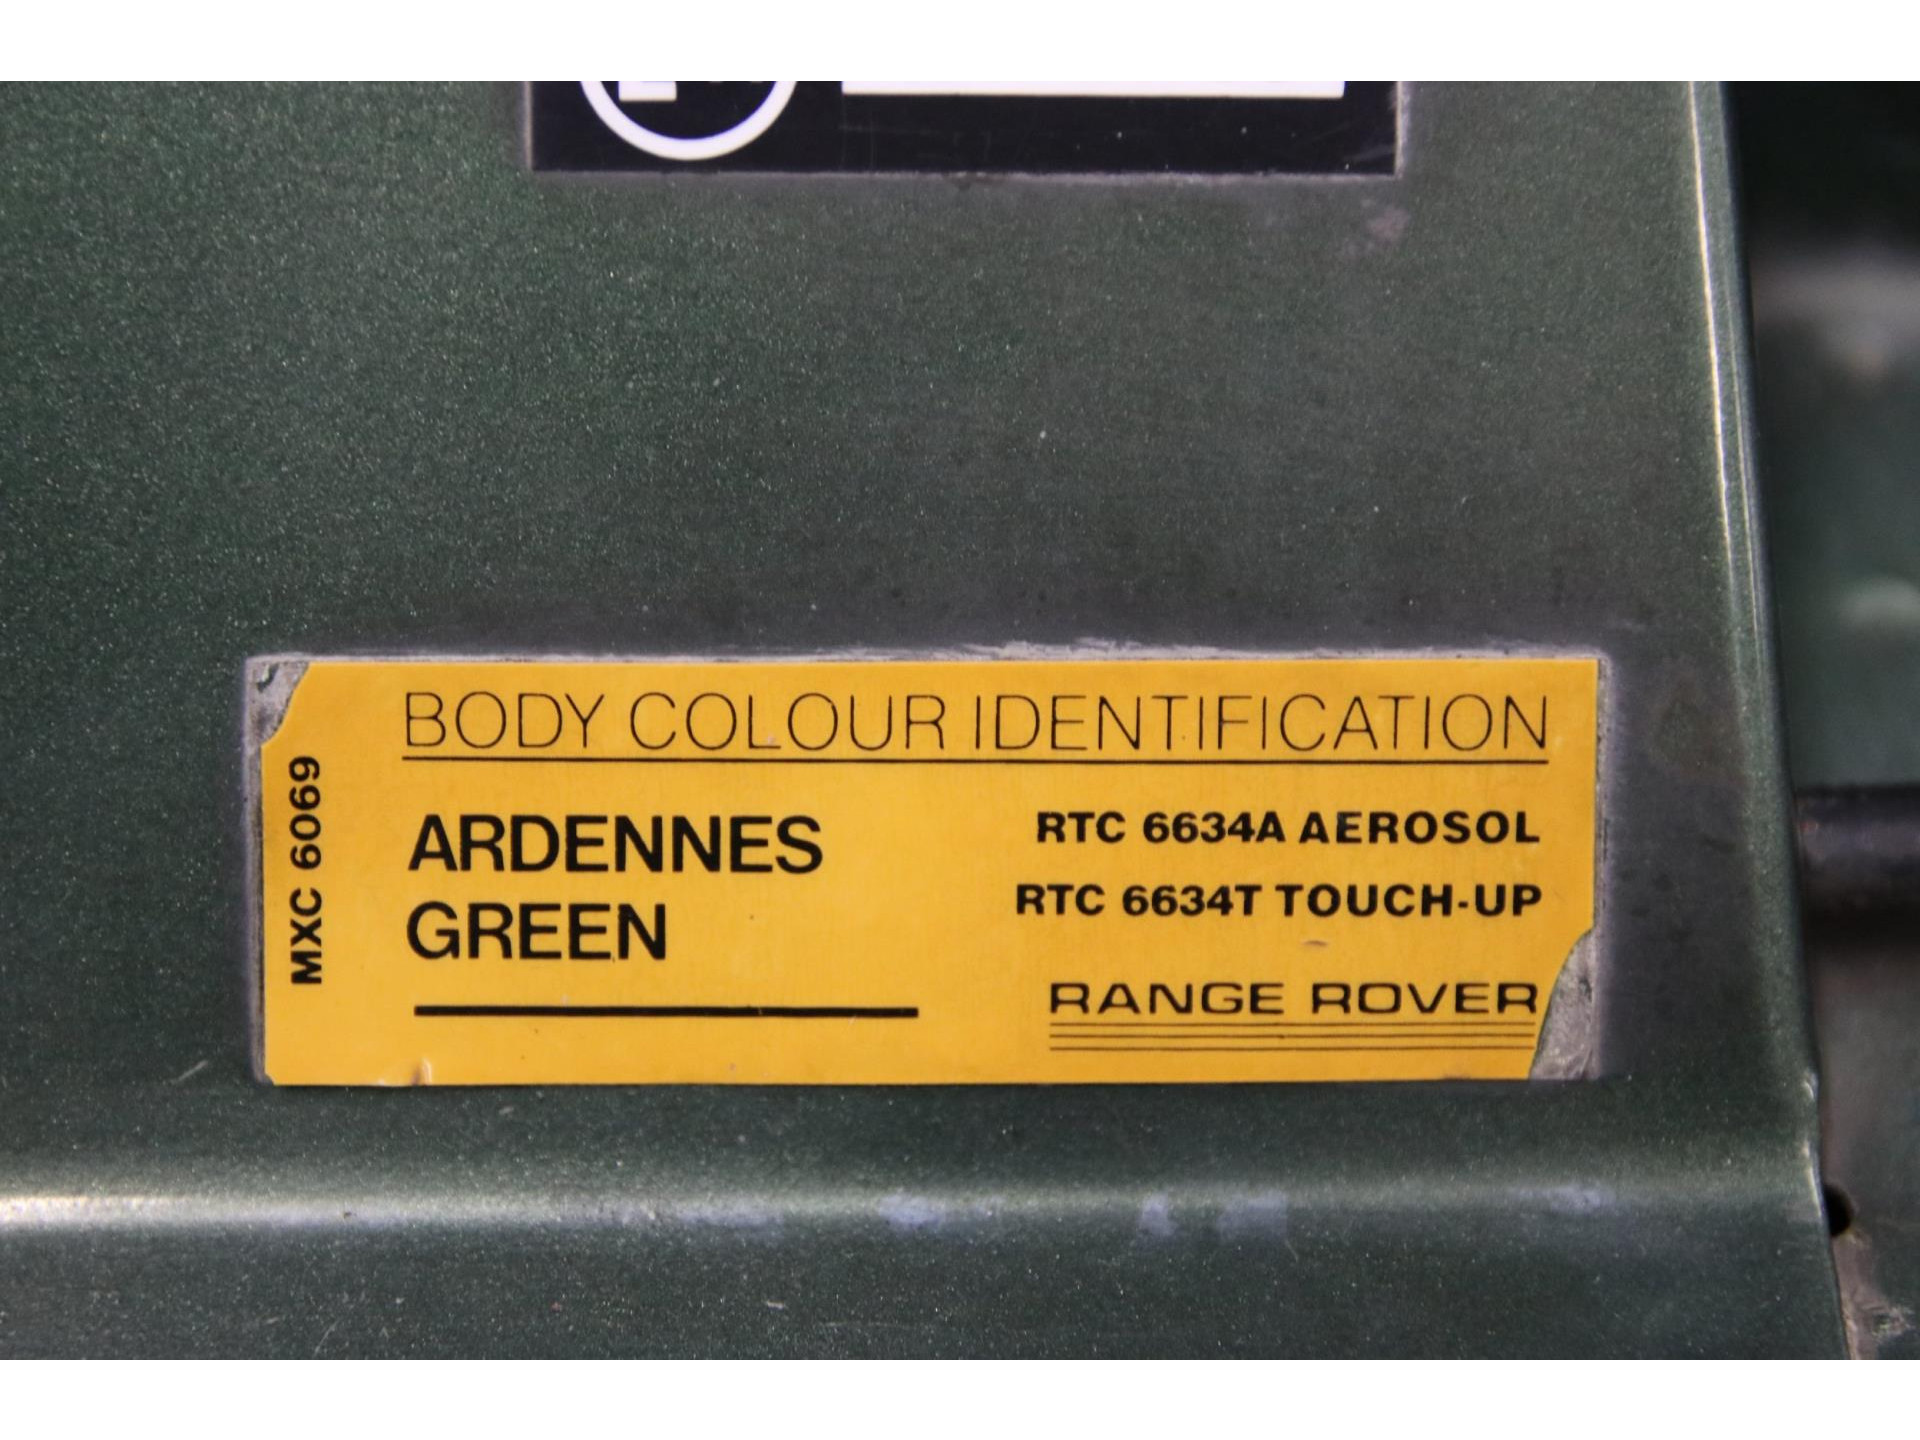 BODY COLOUR IDENTIFICATION
MXC 6069
ARDENNES
GREEN
RTC 6634A AEROSOL
RTC 6634T TOUCH-UP
RANGE ROVER